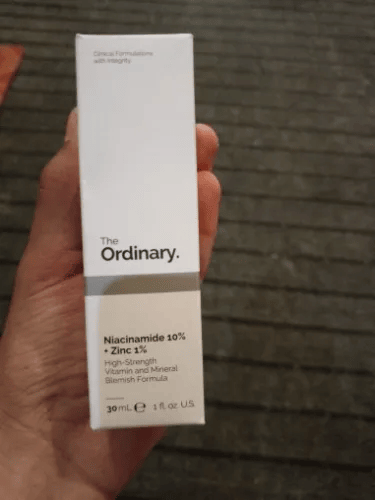 Clinical Formulations
with Integrity
The
Ordinary.
Niacinamide 10%
+ Zinc 1%
High-Strength
Vitamin and Mineral
Blemish Formula
30 mL ℮ 1 fl. oz. U.S.